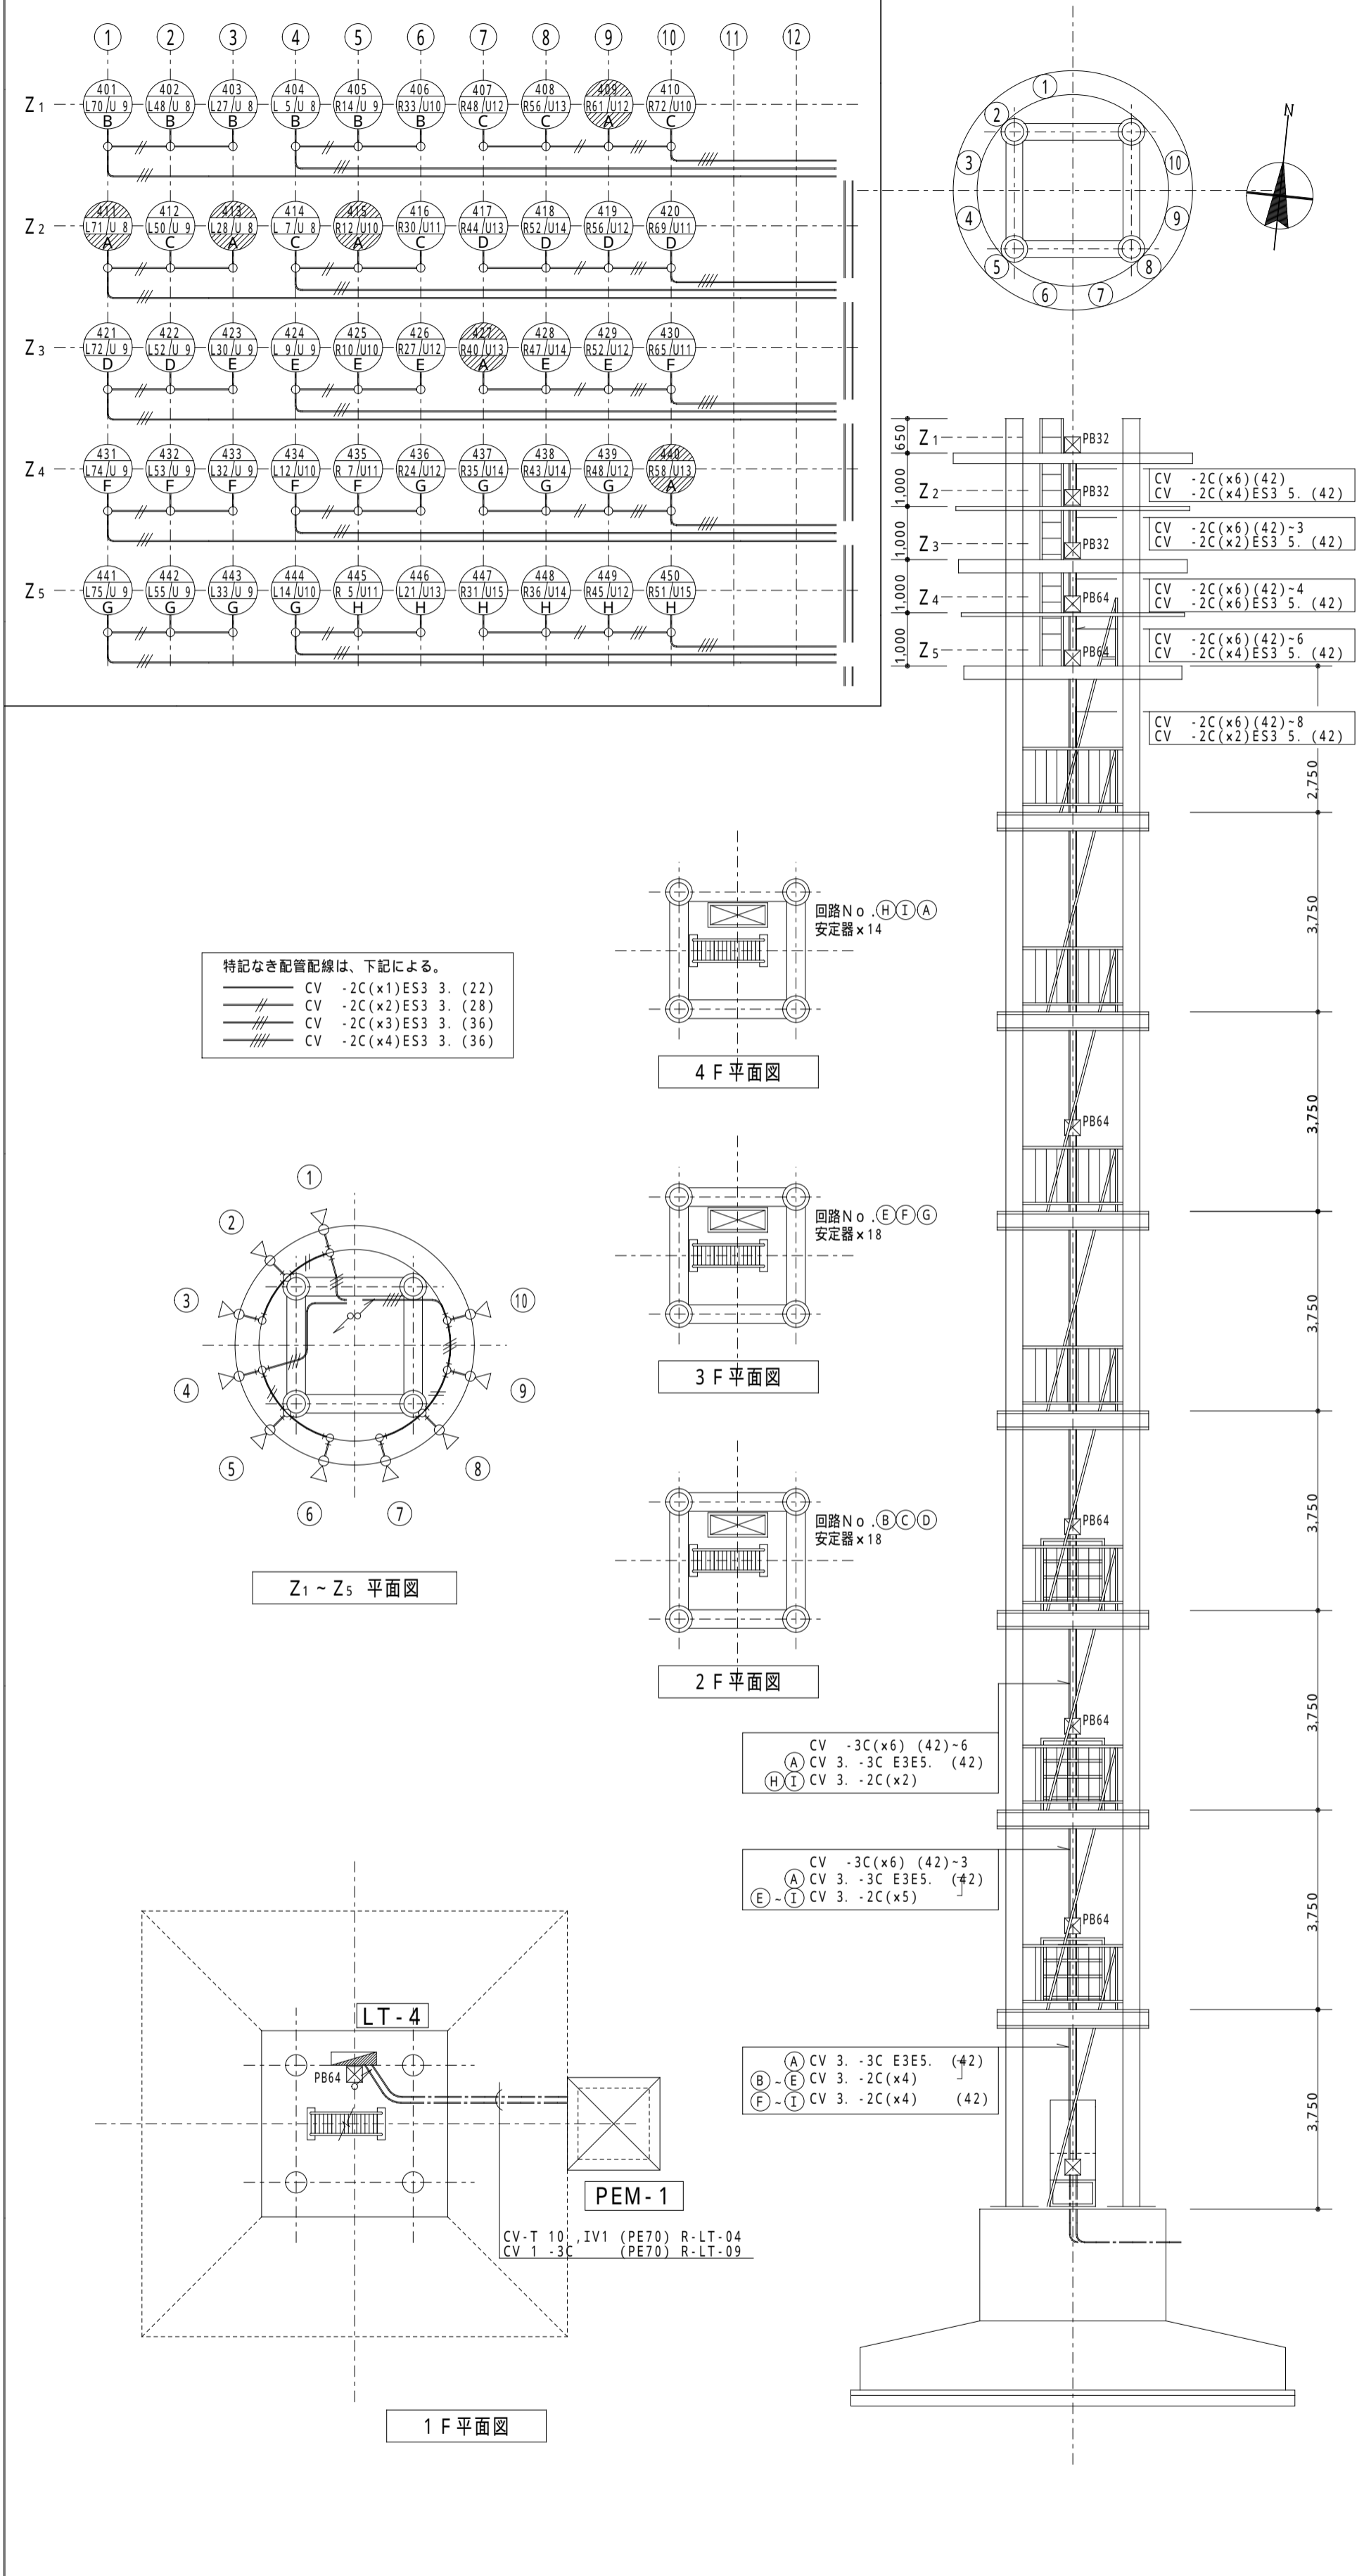 ① ② ③ ④ ⑤ ⑥ ⑦ ⑧ ⑨ ⑩ ⑪ ⑫
Z1
401 402 403 404 405 406 407 408 409 410
L70/U 9 L48/U 8 L27/U 8 L 5/U 8 R14/U 9 R33/U10 R48/U12 R56/U13 R61/U12 R72/U10
B B B B B B C C A C
Z2
411 412 413 414 415 416 417 418 419 420
L71/U 8 L50/U 9 L28/U 8 L 7/U 8 R12/U10 R30/U11 R44/U13 R52/U14 R56/U12 R69/U11
A C A C A C D D D D
Z3
421 422 423 424 425 426 427 428 429 430
L72/U 9 L52/U 9 L30/U 9 L 9/U 9 R10/U10 R27/U12 R40/U13 R47/U14 R52/U12 R65/U11
D D E E E E A E E F
Z4
431 432 433 434 435 436 437 438 439 440
L74/U 9 L53/U 9 L32/U 9 L12/U10 R 7/U11 R24/U12 R35/U14 R43/U14 R48/U12 R58/U13
F F F F F G G G G A
Z5
441 442 443 444 445 446 447 448 449 450
L75/U 9 L55/U 9 L33/U 9 L14/U10 R 5/U11 L21/U13 R31/U15 R36/U14 R45/U12 R51/U15
G G G G H H H H H H
①
②
③
④
⑤
⑥
⑦
⑧
⑨
⑩
N
650
1,000
1,000
1,000
1,000
Z1
Z2
Z3
Z4
Z5
PB32
PB32
PB32
PB64
PB64
CV -2C(x6)(42)
CV -2C(x4)ES3 5. (42)
CV -2C(x6)(42)~3
CV -2C(x2)ES3 5. (42)
CV -2C(x6)(42)~4
CV -2C(x6)ES3 5. (42)
CV -2C(x6)(42)~6
CV -2C(x4)ES3 5. (42)
CV -2C(x6)(42)~8
CV -2C(x2)ES3 5. (42)
2,750
3,750
3,750
3,750
3,750
3,750
3,750
3,750
PB64
PB64
PB64
PB64
特記なき配管配線は、下記による。
CV -2C(x1)ES3 3. (22)
CV -2C(x2)ES3 3. (28)
CV -2C(x3)ES3 3. (36)
CV -2C(x4)ES3 3. (36)
回路No.ⒽⒾⒶ
安定器x14
4F平面図
回路No.ⒺⒻⒼ
安定器x18
3F平面図
回路No.ⒷⒸⒹ
安定器x18
2F平面図
①
②
③
④
⑤
⑥
⑦
⑧
⑨
⑩
Z1~Z5 平面図
CV -3C(x6) (42)~6
Ⓐ CV 3. -3C E3E5. (42)
ⒽⒾ CV 3. -2C(x2)
CV -3C(x6) (42)~3
Ⓐ CV 3. -3C E3E5. (42)
Ⓔ~Ⓘ CV 3. -2C(x5)
Ⓐ CV 3. -3C E3E5. (42)
Ⓑ~Ⓔ CV 3. -2C(x4)
Ⓕ~Ⓘ CV 3. -2C(x4) (42)
LT-4
PB64
PEM-1
CV-T 10 ,IV1 (PE70) R-LT-04
CV 1 -3C (PE70) R-LT-09
1F平面図